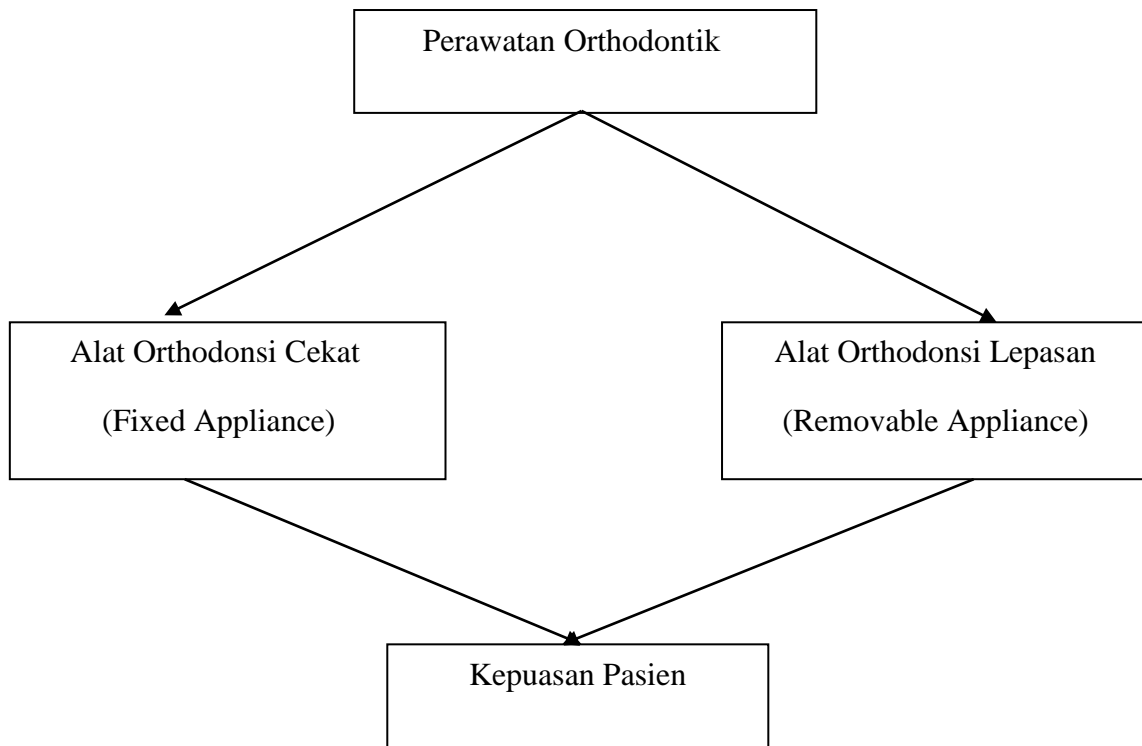 Perawatan Orthodontik
Alat Orthodonsi Cekat
(Fixed Appliance)
Alat Orthodonsi Lepasan
(Removable Appliance)
Kepuasan Pasien